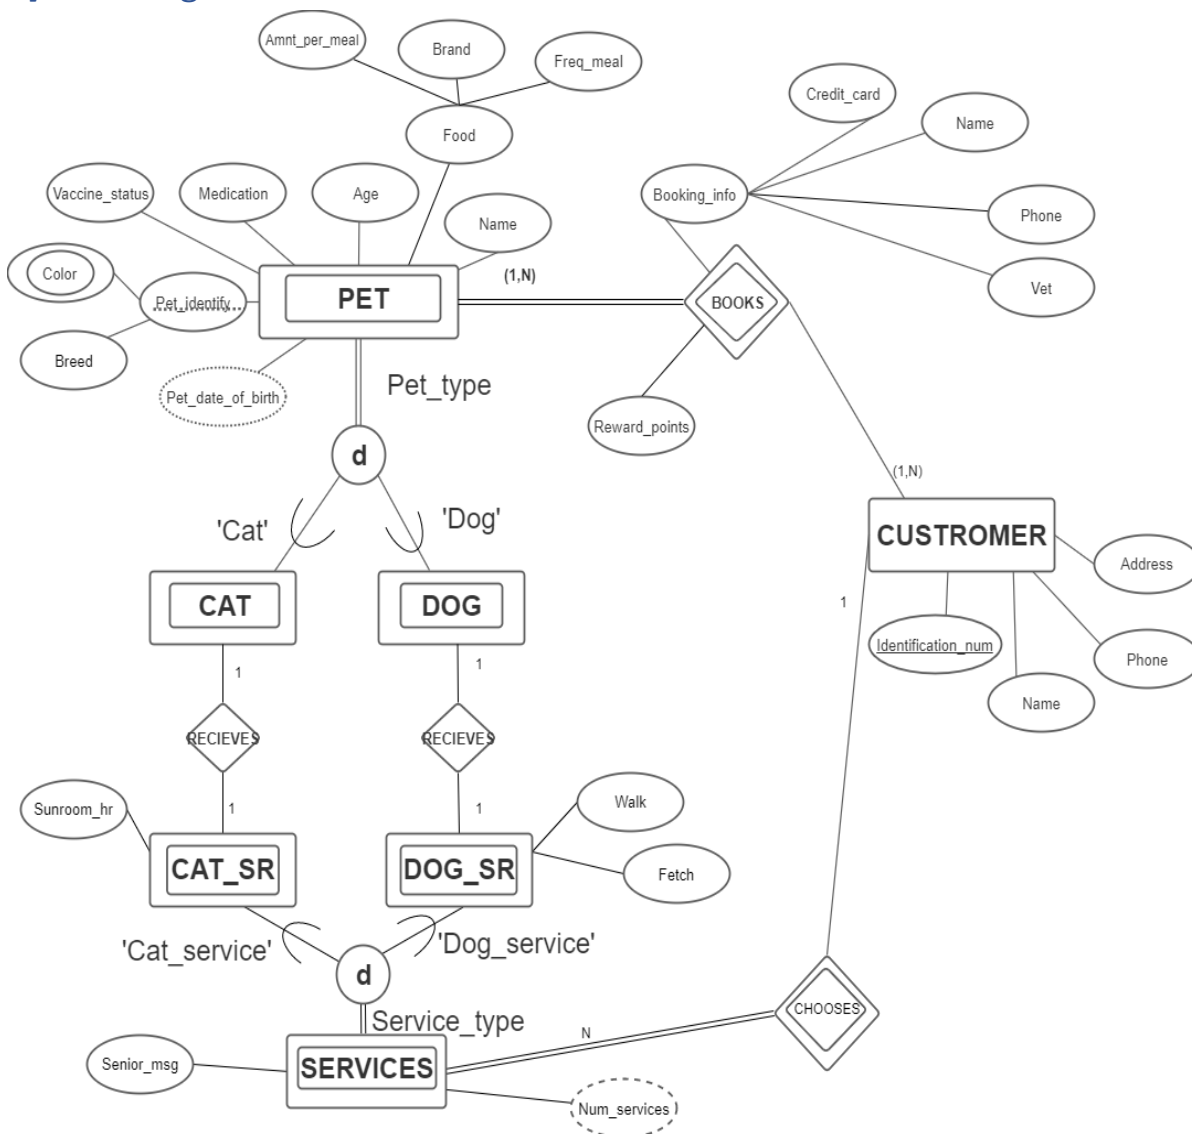 Amnt_per_meal
Brand
Freq_meal
Food
Credit_card
Name
Vaccine_status
Medication
Age
Name
Booking_info
Phone
Color
Pet_identify
PET
(1,N)
BOOKS
Vet
Breed
Pet_date_of_birth
Pet_type
Reward_points
d
(1,N)
'Cat'
'Dog'
CUSTROMER
Address
CAT
DOG
1
Identification_num
Phone
1
1
Name
RECIEVES
RECIEVES
Sunroom_hr
1
1
Walk
CAT_SR
DOG_SR
Fetch
'Cat_service'
'Dog_service'
d
Service_type
N
CHOOSES
Senior_msg
SERVICES
Num_services